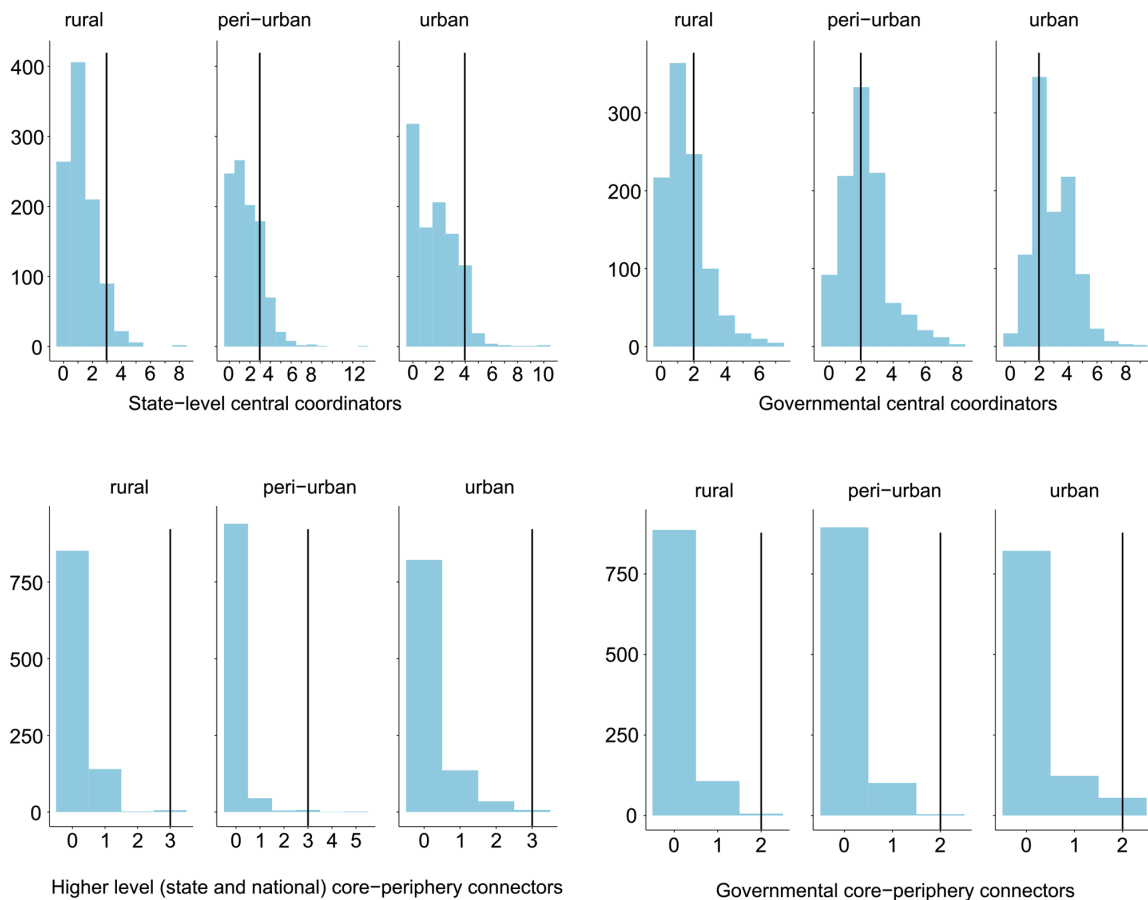 rural peri−urban urban
400
300
200
100
0
0 2 4 6 8 0 2 4 6 8 12 0 2 4 6 8 10
State−level central coordinators
rural peri−urban urban
300
200
100
0
0 2 4 6 0 2 4 6 8 0 2 4 6 8
Governmental central coordinators
rural peri−urban urban
750
500
250
0
0 1 2 3 0 1 2 3 4 5 0 1 2 3
Higher level (state and national) core−periphery connectors
rural peri−urban urban
750
500
250
0
0 1 2 0 1 2 0 1 2
Governmental core−periphery connectors